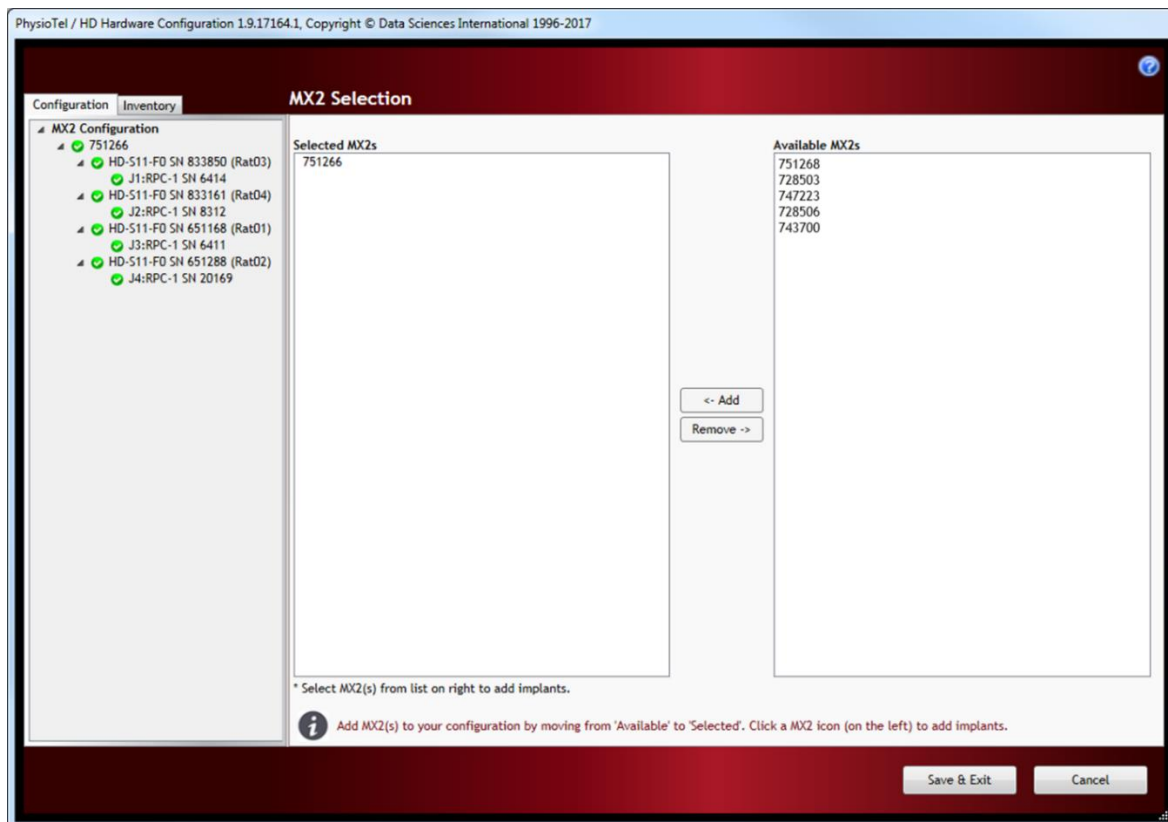 PhysioTel / HD Hardware Configuration 1.9.17164.1, Copyright © Data Sciences International 1996-2017
Configuration
Inventory
MX2 Selection
MX2 Configuration
751266
HD-S11-F0 SN 833850 (Rat03)
J1:RPC-1 SN 6414
HD-S11-F0 SN 833161 (Rat04)
J2:RPC-1 SN 8312
HD-S11-F0 SN 651168 (Rat01)
J3:RPC-1 SN 6411
HD-S11-F0 SN 651288 (Rat02)
J4:RPC-1 SN 20169
Selected MX2s
751266
<- Add
Remove ->
Available MX2s
751268
728503
747223
728506
743700
* Select MX2(s) from list on right to add implants.
Add MX2(s) to your configuration by moving from 'Available' to 'Selected'. Click a MX2 icon (on the left) to add implants.
Save & Exit
Cancel